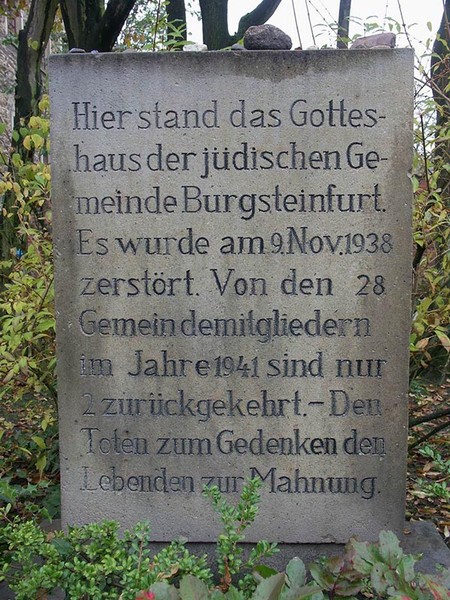 Hier stand das Gottes-
haus der jüdischen Ge-
meinde Burgsteinfurt.
Es wurde am 9.Nov.1938
zerstört. Von den 28
Gemeindemitgliedern
im Jahre 1941 sind nur
2 zurückgekehrt.- Den
Toten zum Gedenken den
Lebenden zur Mahnung.